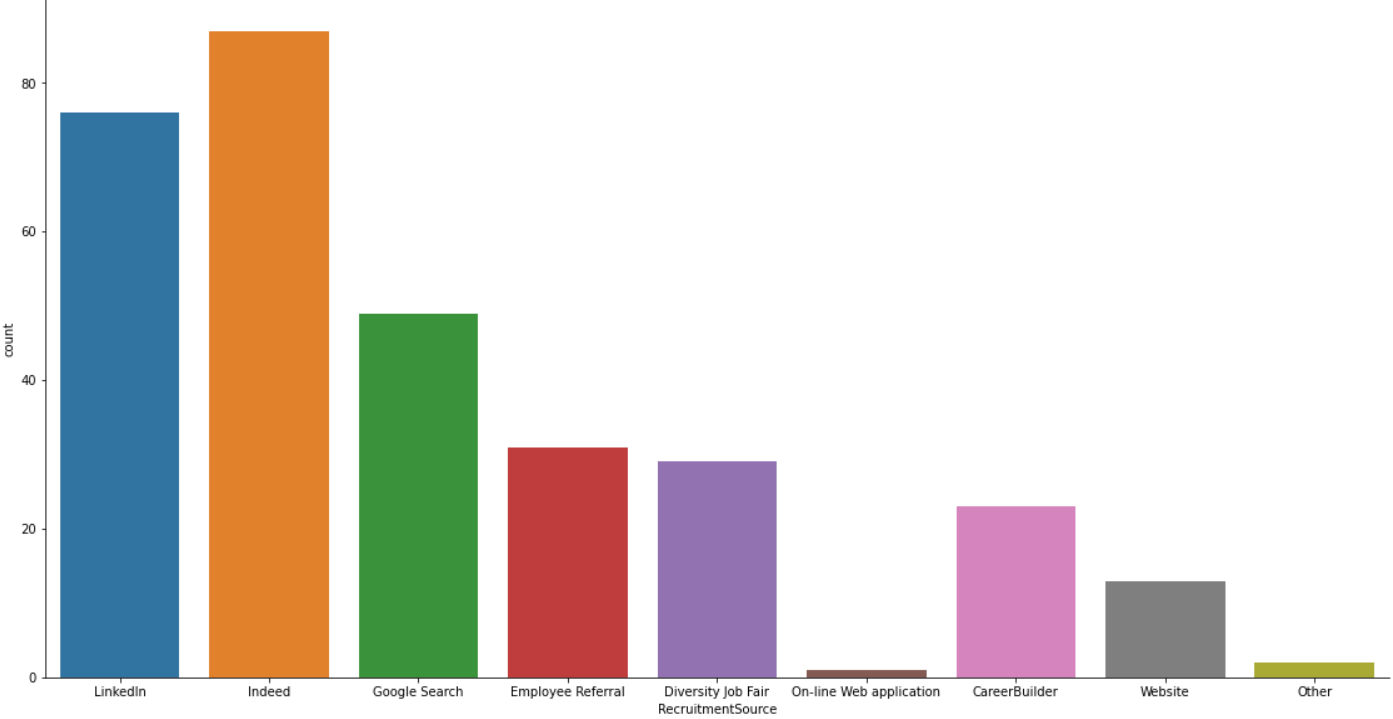 80
60
40
20
0
count
LinkedIn
Indeed
Google Search
Employee Referral
Diversity Job Fair
On-line Web application
CareerBuilder
Website
Other
RecruitmentSource